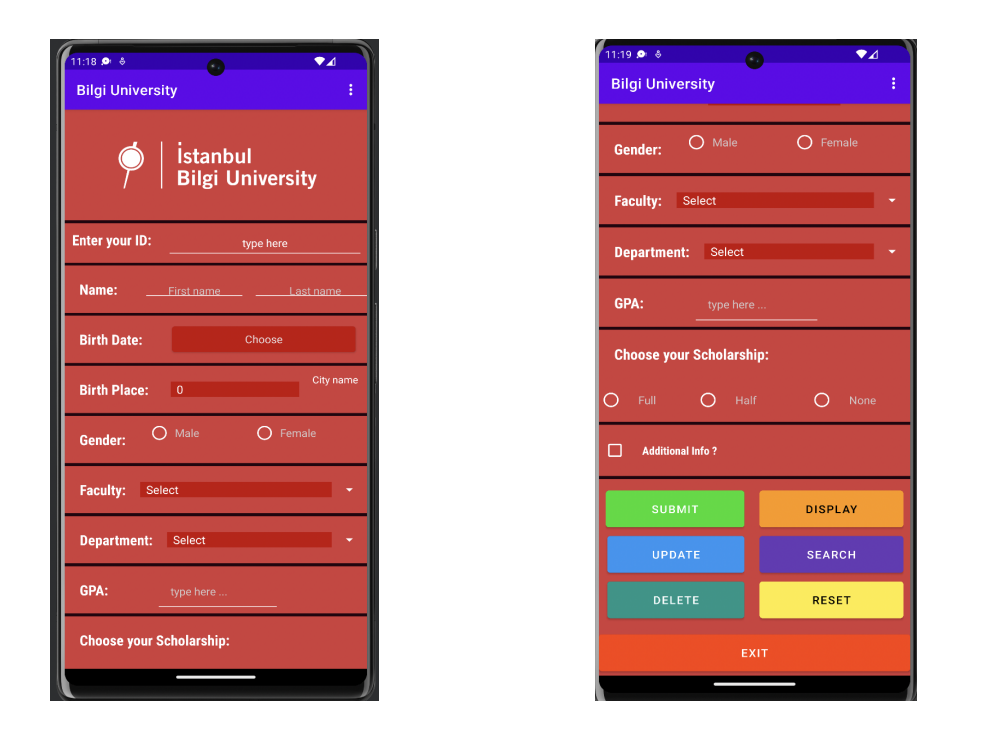 11:18
Bilgi University
İstanbul
Bilgi University
Enter your ID: type here
Name: First name Last name
Birth Date: Choose
Birth Place: 0 City name
Gender: Male Female
Faculty: Select
Department: Select
GPA: type here ...
Choose your Scholarship:
11:19
Bilgi University
Gender: Male Female
Faculty: Select
Department: Select
GPA: type here ...
Choose your Scholarship:
Full Half None
Additional Info ?
SUBMIT DISPLAY
UPDATE SEARCH
DELETE RESET
EXIT